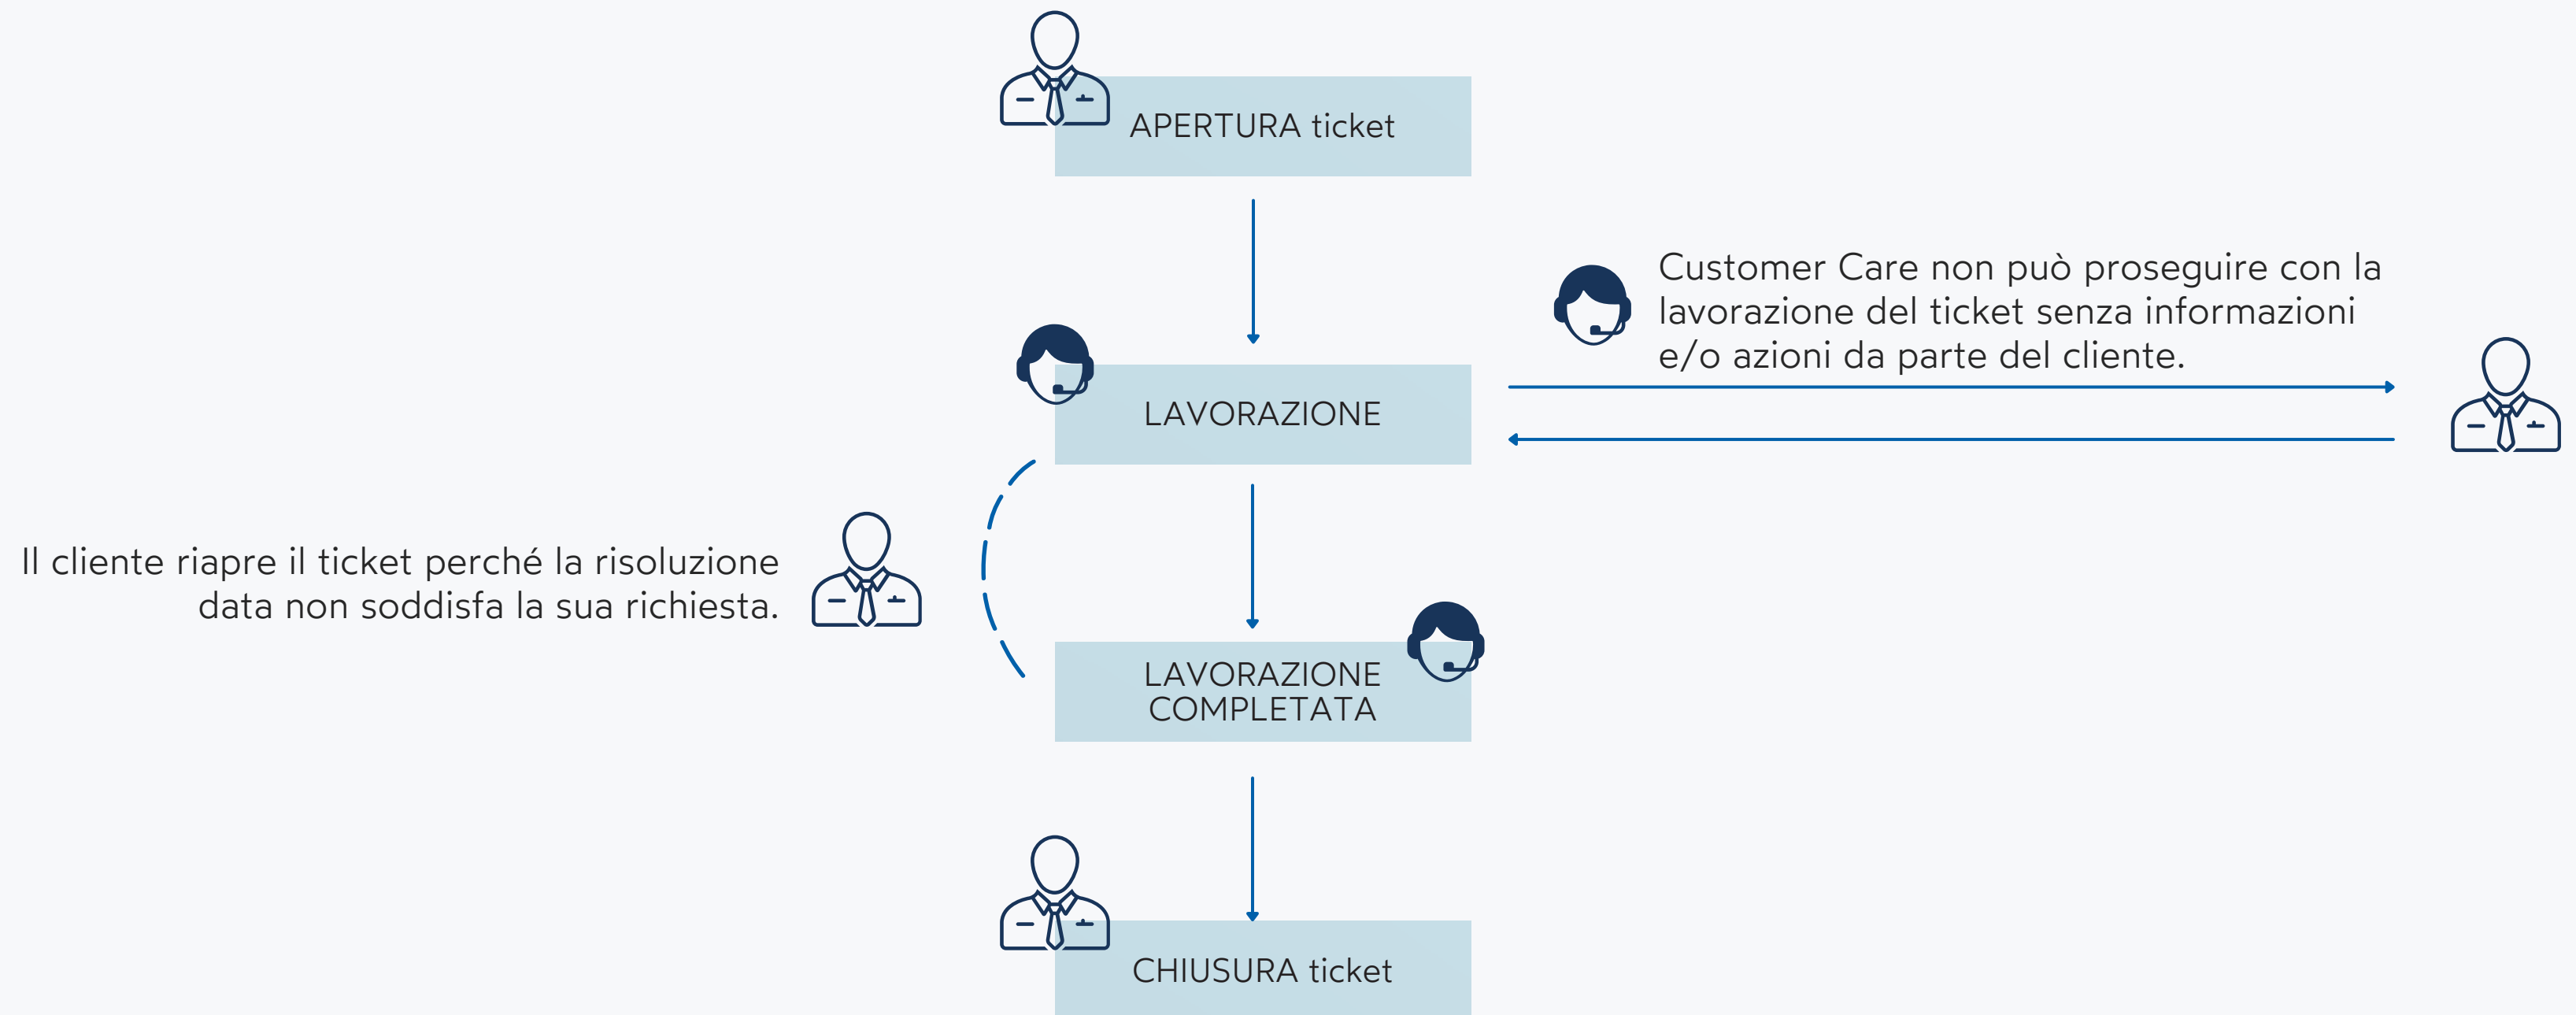 APERTURA ticket
Customer Care non può proseguire con la
lavorazione del ticket senza informazioni
e/o azioni da parte del cliente.
LAVORAZIONE
Il cliente riapre il ticket perché la risoluzione
data non soddisfa la sua richiesta.
LAVORAZIONE
COMPLETATA
CHIUSURA ticket